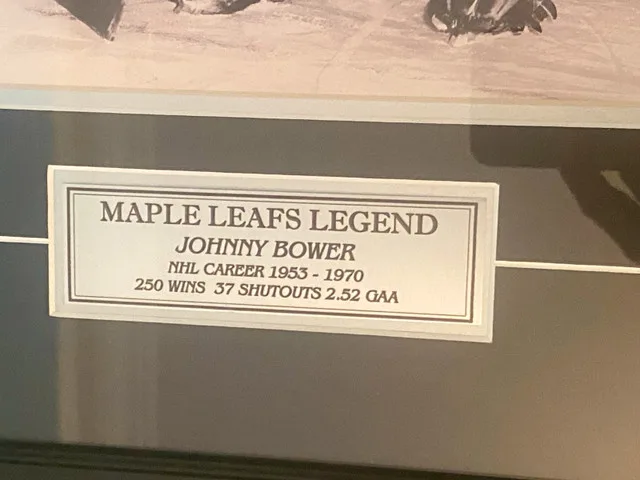 MAPLE LEAFS LEGEND
JOHNNY BOWER
NHL CAREER 1953 - 1970
250 WINS 37 SHUTOUTS 2.52 GAA